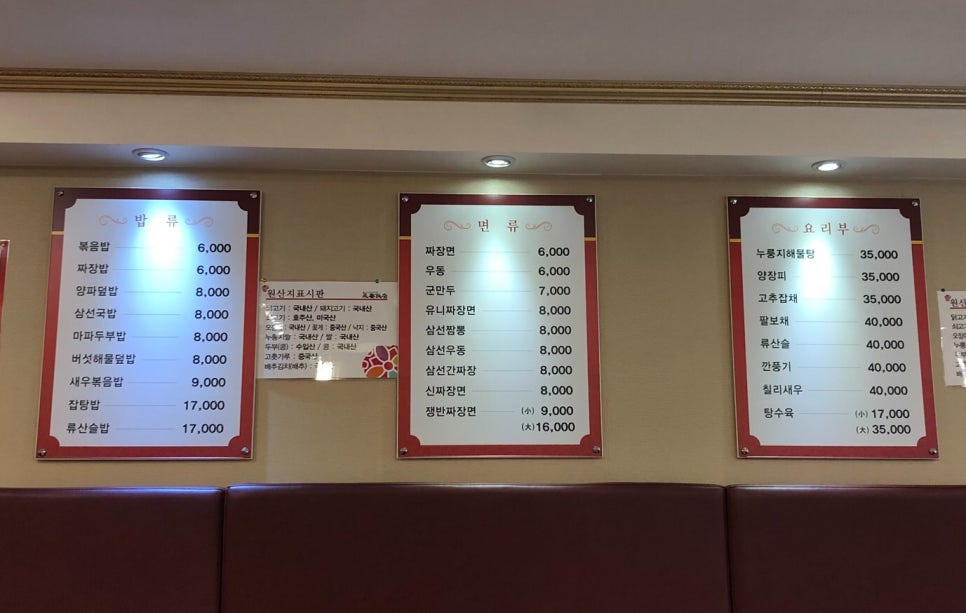 밥 류
볶음밥 6,000
짜장밥 6,000
양파덮밥 8,000
삼선국밥 8,000
마파두부밥 8,000
버섯해물덮밥 8,000
새우볶음밥 9,000
잡탕밥 17,000
류산슬밥 17,000
원산지표시판
쇠고기 : 국내산 / 돼지고기 : 국내산
호주산, 미국산
국내산 / 꽃게 : 중국산 / 낙지 : 중국산
국내산 / 쌀 : 국내산
두부(콩) : 수입산 / 콩 : 국내산
고춧가루 : 중국산
배추김치(배추) :
면 류
짜장면 6,000
우동 6,000
군만두 7,000
유니짜장면 8,000
삼선짬뽕 8,000
삼선우동 8,000
삼선간짜장 8,000
신짜장면 8,000
쟁반짜장면 (小) 9,000
(大) 16,000
요리부
누룽지해물탕 35,000
양장피 35,000
고추잡채 35,000
팔보채 40,000
류산슬 40,000
깐풍기 40,000
칠리새우 40,000
탕수육 (小) 17,000
(大) 35,000
원산
닭고기
쇠고